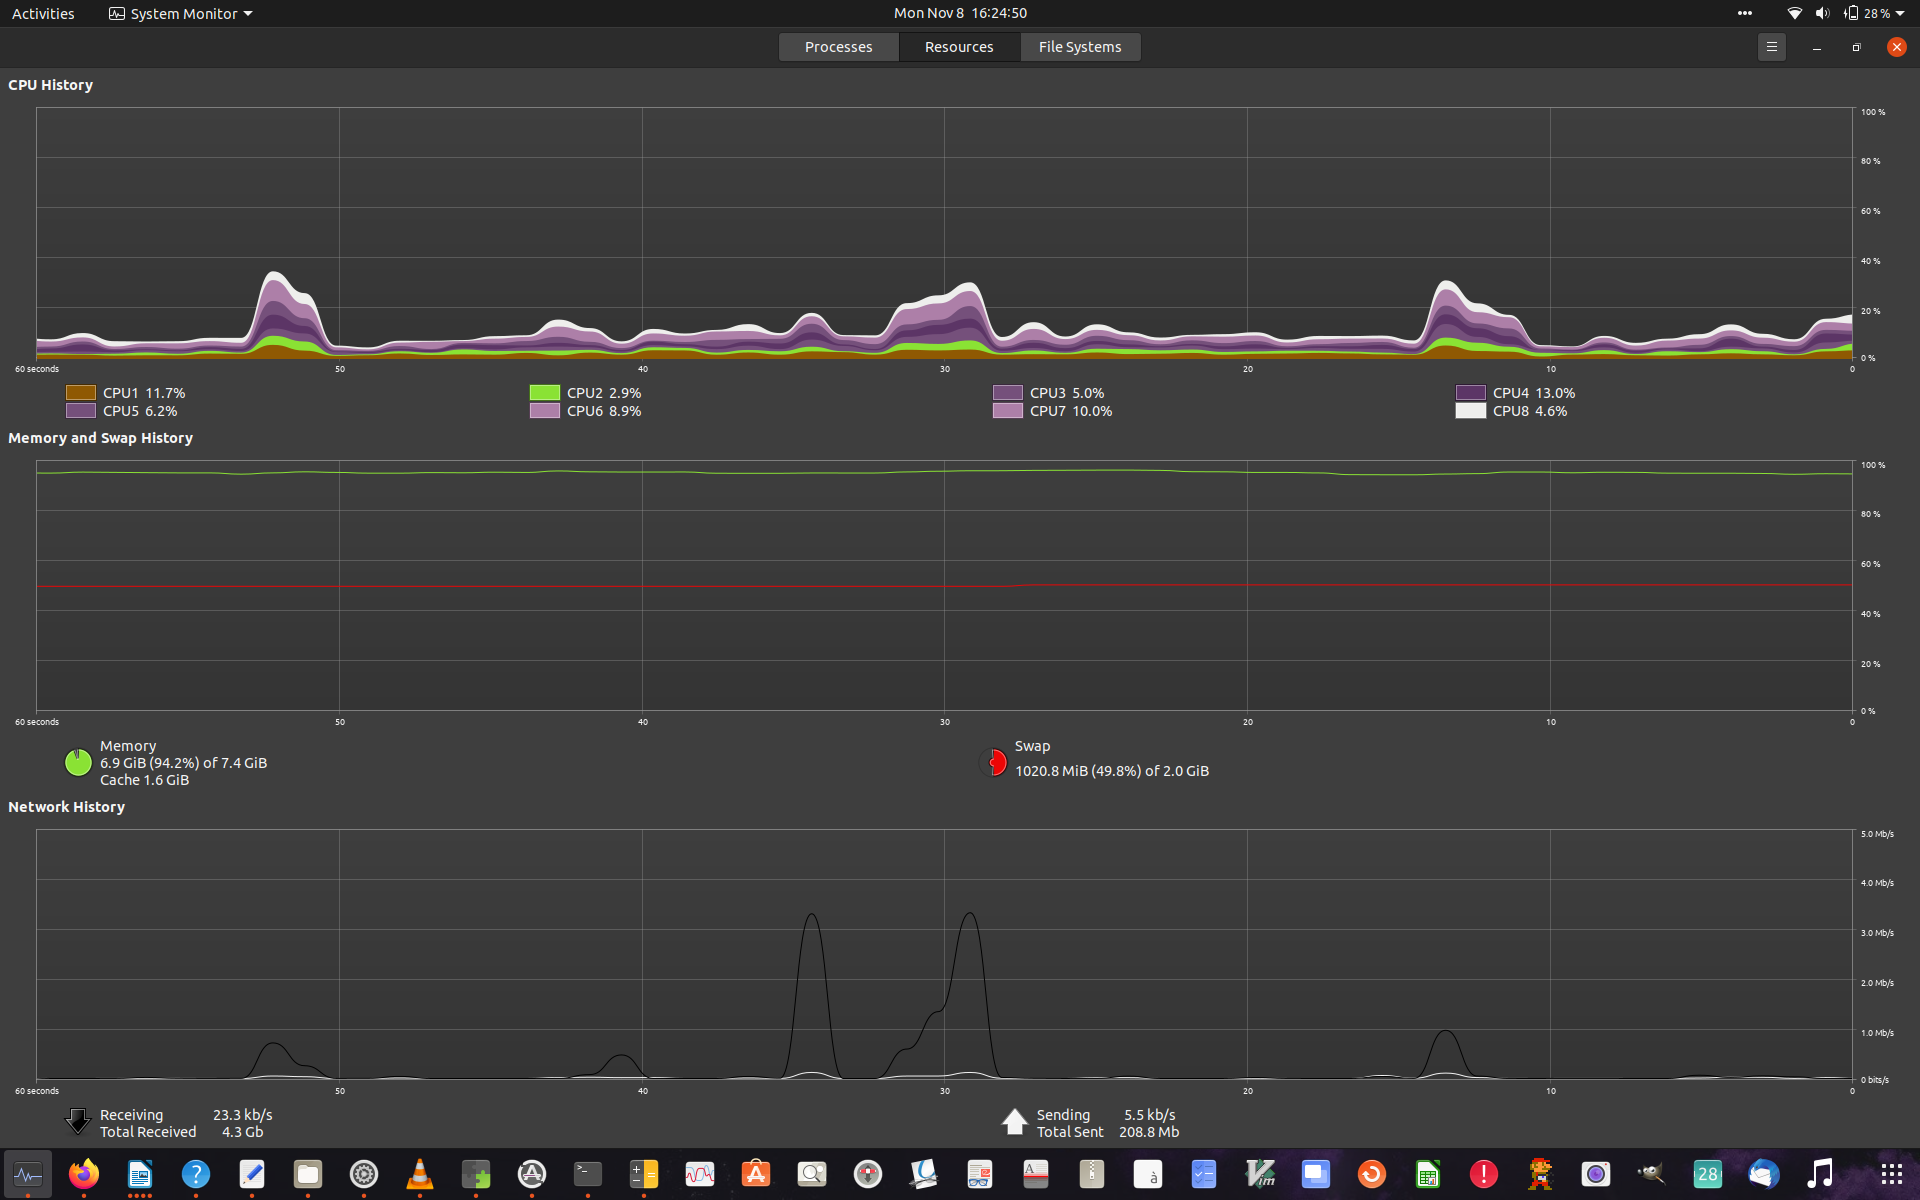 Activities System Monitor Mon Nov 8 16:24:50 28 %
Processes Resources File Systems
CPU History
100 %
80 %
60 %
40 %
20 %
0 %
60 seconds 50 40 30 20 10 0
CPU1 11.7% CPU2 2.9% CPU3 5.0% CPU4 13.0%
CPU5 6.2% CPU6 8.9% CPU7 10.0% CPU8 4.6%
Memory and Swap History
100 %
80 %
60 %
40 %
20 %
0 %
60 seconds 50 40 30 20 10 0
Memory
6.9 GiB (94.2%) of 7.4 GiB
Cache 1.6 GiB
Swap
1020.8 MiB (49.8%) of 2.0 GiB
Network History
5.0 Mb/s
4.0 Mb/s
3.0 Mb/s
2.0 Mb/s
1.0 Mb/s
0 bits/s
60 seconds 50 40 30 20 10 0
Receiving 23.3 kb/s
Total Received 4.3 Gb
Sending 5.5 kb/s
Total Sent 208.8 Mb
? >_ A à Vim ! 28